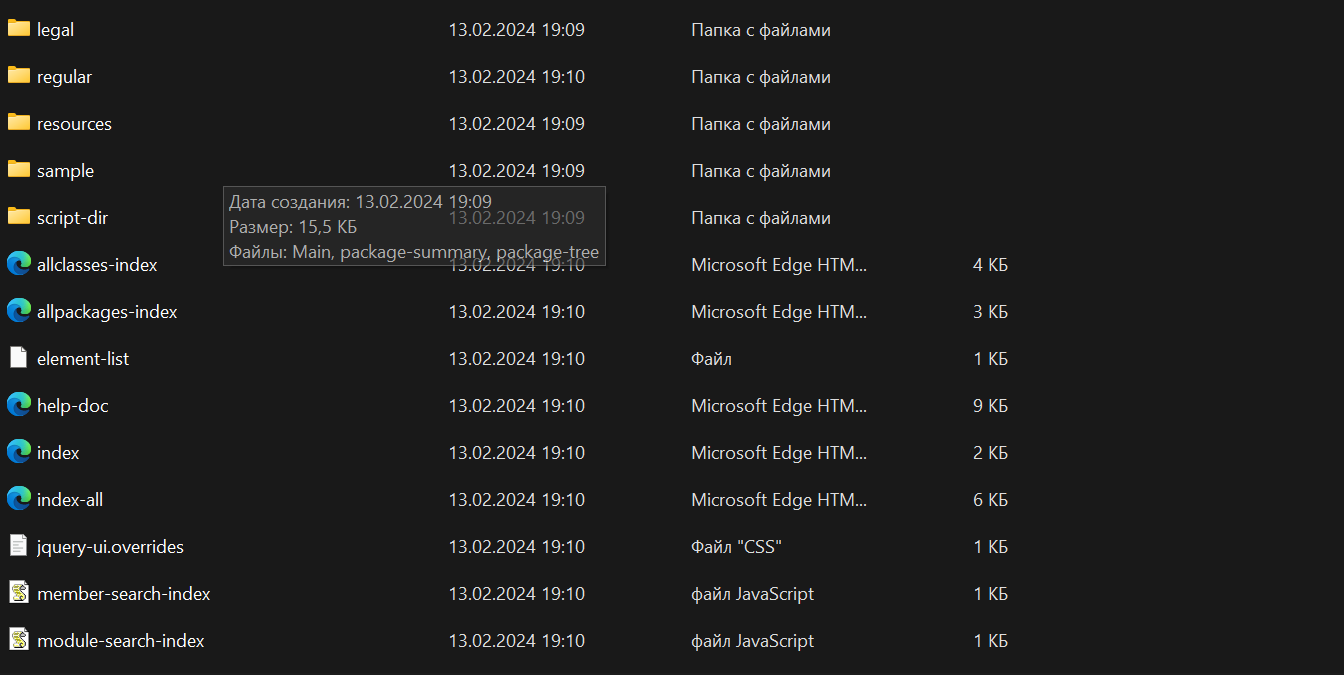 legal 13.02.2024 19:09 Папка с файлами
regular 13.02.2024 19:10 Папка с файлами
resources 13.02.2024 19:09 Папка с файлами
sample 13.02.2024 19:09 Папка с файлами
Дата создания: 13.02.2024 19:09
script-dir 13.02.2024 19:09 Папка с файлами
Размер: 15,5 КБ
Файлы: Main, package-summary, package-tree
allclasses-index 13.02.2024 19:10 Microsoft Edge HTM... 4 КБ
allpackages-index 13.02.2024 19:10 Microsoft Edge HTM... 3 КБ
element-list 13.02.2024 19:10 Файл 1 КБ
help-doc 13.02.2024 19:10 Microsoft Edge HTM... 9 КБ
index 13.02.2024 19:10 Microsoft Edge HTM... 2 КБ
index-all 13.02.2024 19:10 Microsoft Edge HTM... 6 КБ
jquery-ui.overrides 13.02.2024 19:10 Файл "CSS" 1 КБ
member-search-index 13.02.2024 19:10 файл JavaScript 1 КБ
module-search-index 13.02.2024 19:10 файл JavaScript 1 КБ